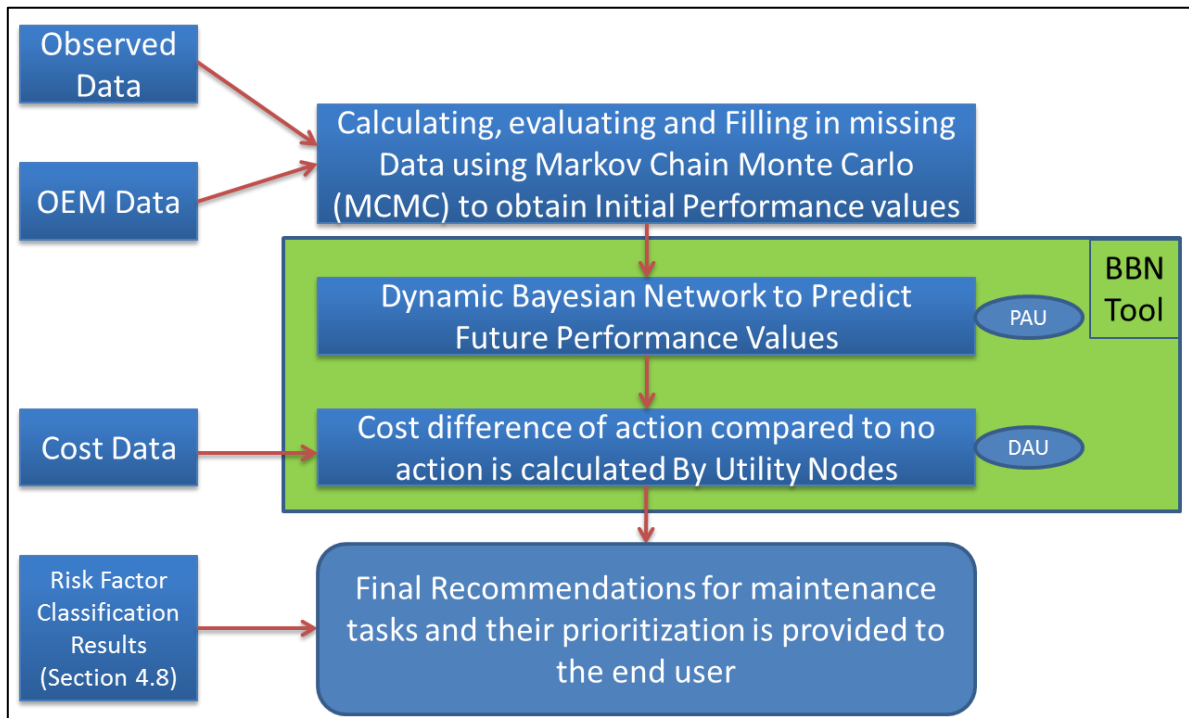 Observed
Data
OEM Data
Calculating, evaluating and Filling in missing
Data using Markov Chain Monte Carlo
(MCMC) to obtain Initial Performance values
BBN
Tool
Dynamic Bayesian Network to Predict
Future Performance Values
PAU
Cost Data
Cost difference of action compared to no
action is calculated By Utility Nodes
DAU
Risk Factor
Classification
Results
(Section 4.8)
Final Recommendations for maintenance
tasks and their prioritization is provided to
the end user